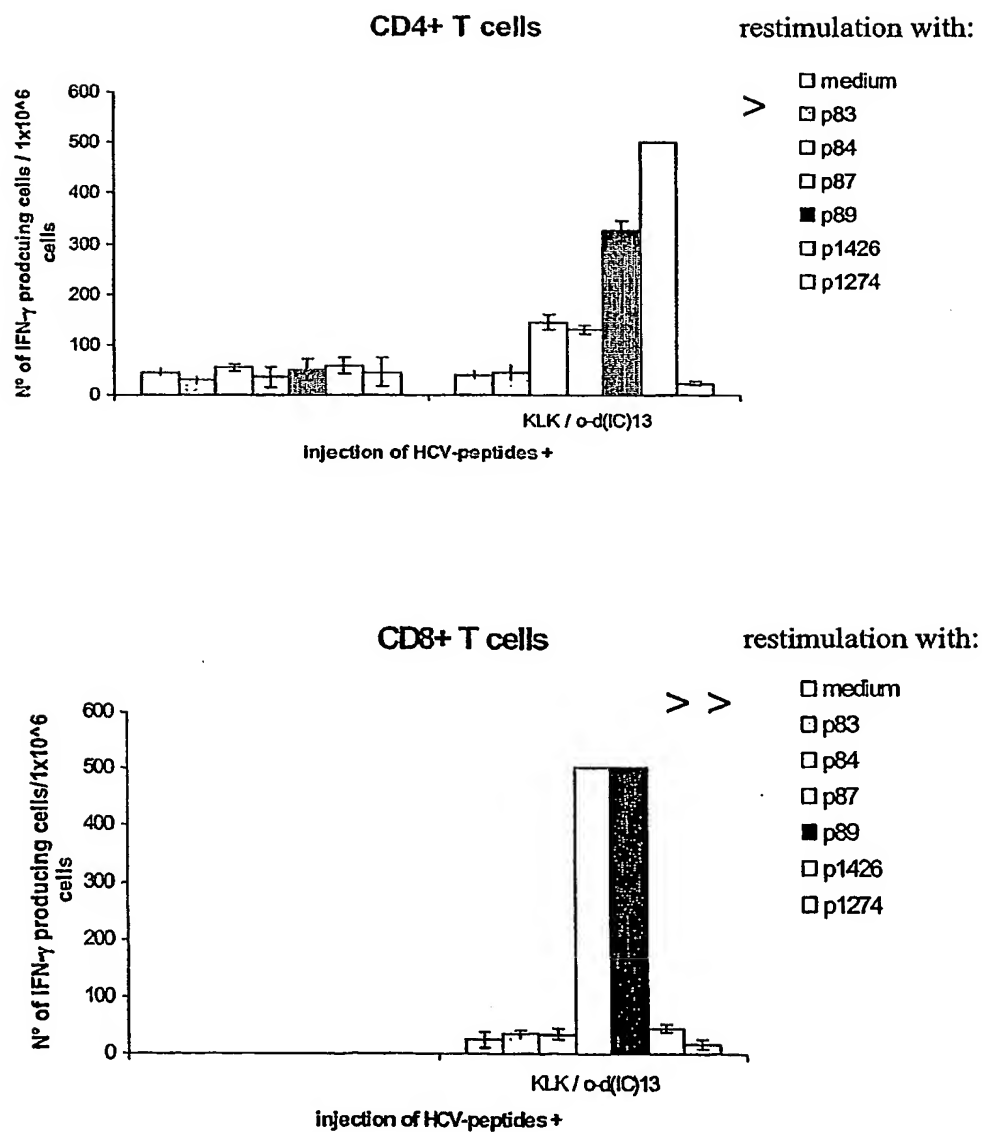 CD4+ T cells
restimulation with:
>
medium
p83
p84
p87
p89
p1426
p1274
600
500
400
300
200
100
0
N° of IFN-γ prodcuing cells / 1x10^6
cells
KLK / o-d(IC)13
injection of HCV-peptides +
CD8+ T cells
restimulation with:
> >
medium
p83
p84
p87
p89
p1426
p1274
600
500
400
300
200
100
0
N° of IFN-γ producing cells/1x10^6
cells
KLK / o-d(IC)13
injection of HCV-peptides +